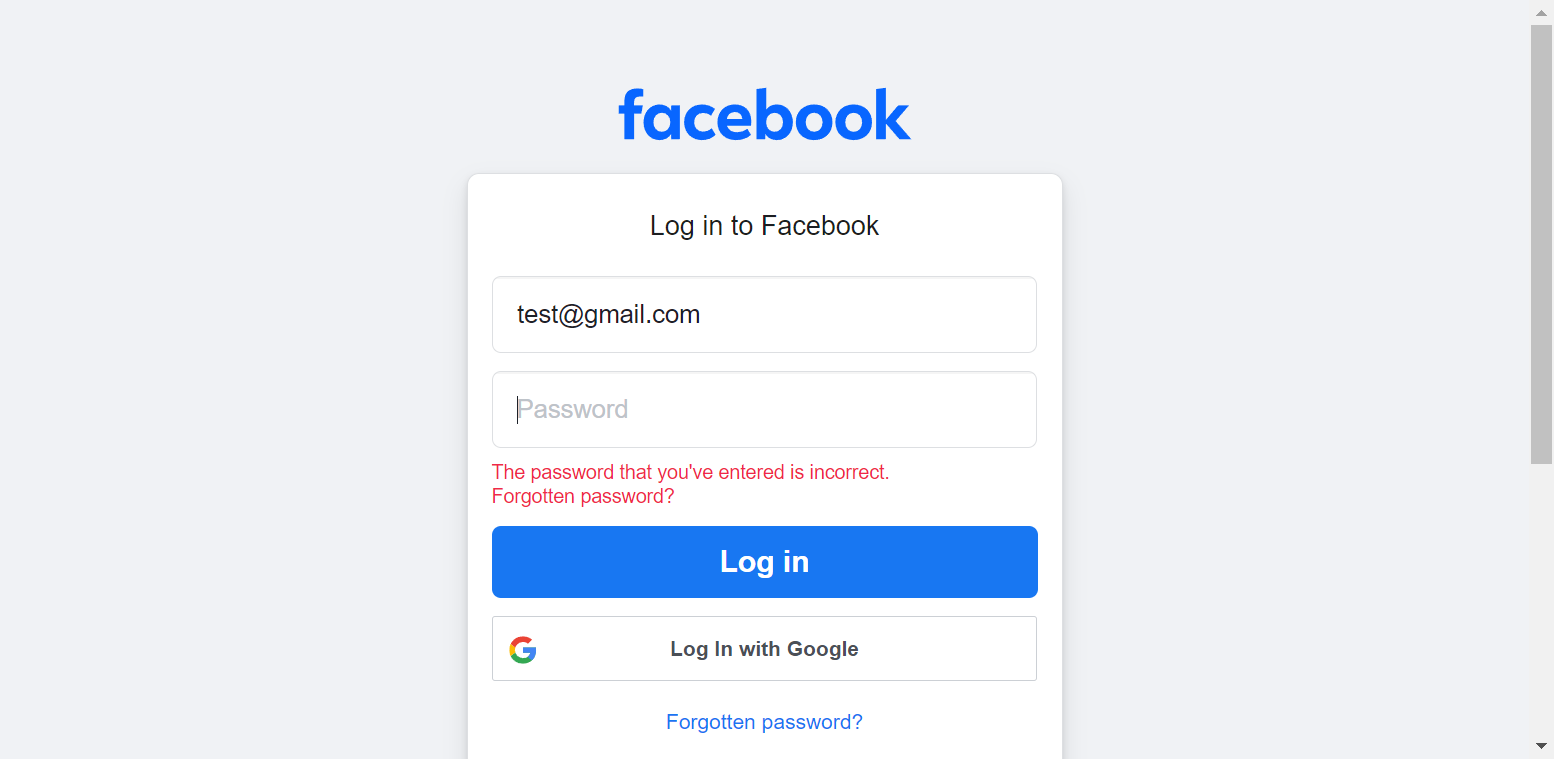 facebook
Log in to Facebook
test@gmail.com
Password
The password that you've entered is incorrect.
Forgotten password?
Log in
Log In with Google
Forgotten password?